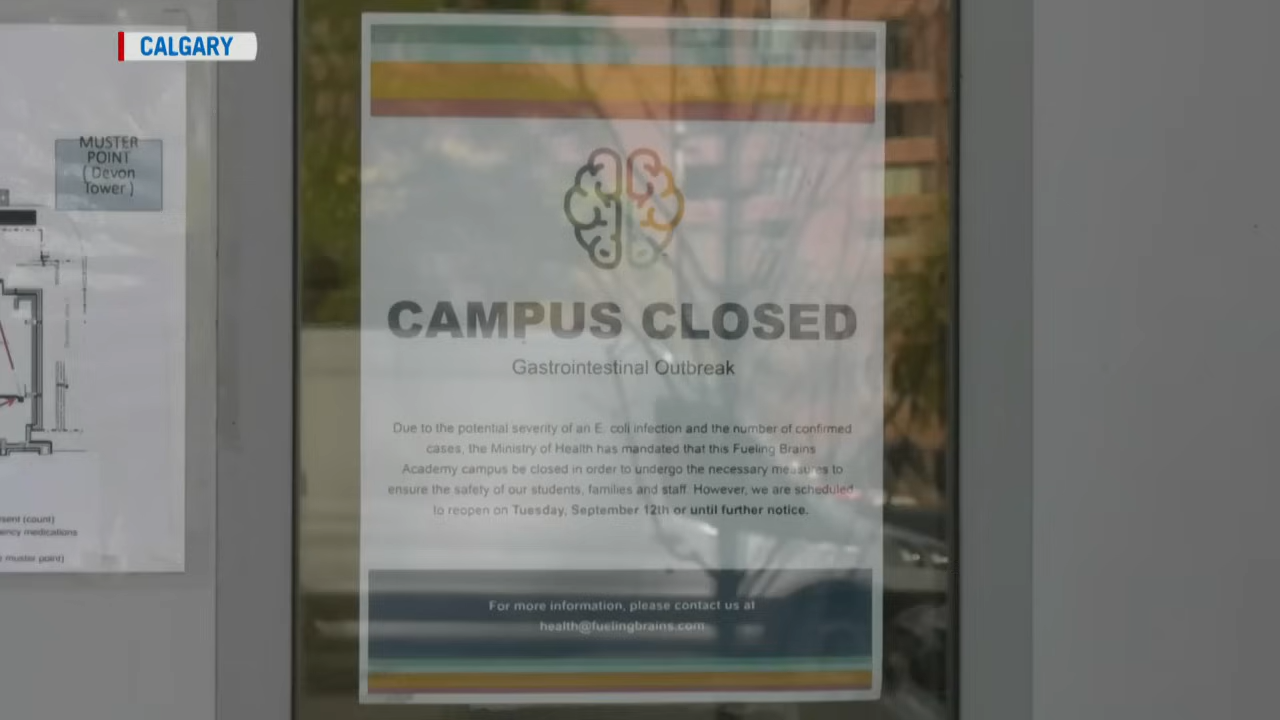 CALGARY
MUSTER
POINT
( Devon
Tower )
CAMPUS CLOSED
Gastrointestinal Outbreak
Due to the potential severity of an E. coli infection and the number of confirmed
cases, the Ministry of Health has mandated that this Fueling Brains
Academy campus be closed in order to undergo the necessary measures to
ensure the safety of our students, families and staff. However, we are scheduled
to reopen on Tuesday, September 12th or until further notice.
For more information, please contact us at
health@fuelingbrains.com
(count)
medications
muster point)